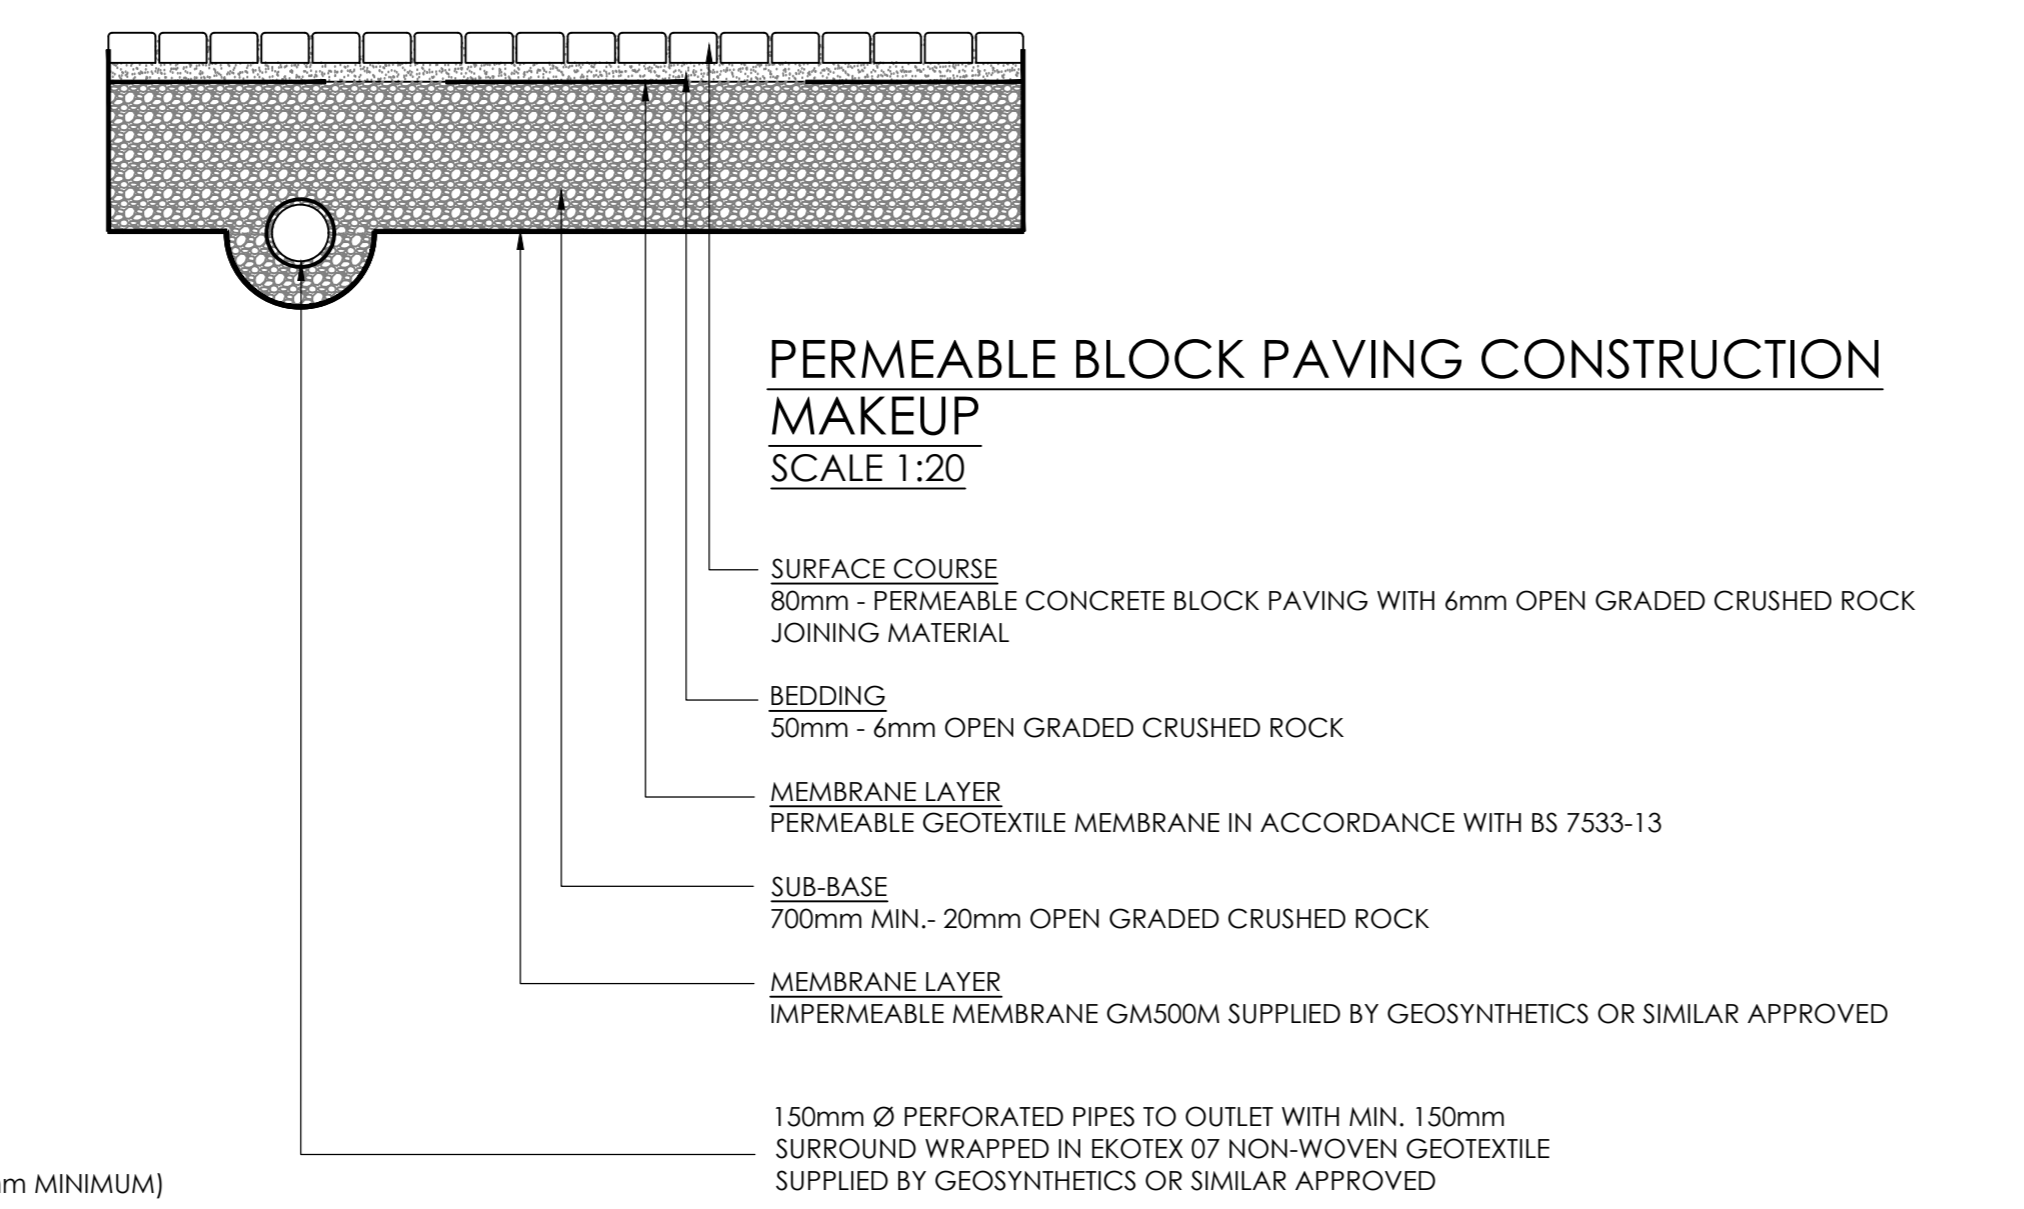 PERMEABLE BLOCK PAVING CONSTRUCTION
MAKEUP
SCALE 1:20
SURFACE COURSE
80mm - PERMEABLE CONCRETE BLOCK PAVING WITH 6mm OPEN GRADED CRUSHED ROCK
JOINING MATERIAL
BEDDING
50mm - 6mm OPEN GRADED CRUSHED ROCK
MEMBRANE LAYER
PERMEABLE GEOTEXTILE MEMBRANE IN ACCORDANCE WITH BS 7533-13
SUB-BASE
700mm MIN.- 20mm OPEN GRADED CRUSHED ROCK
MEMBRANE LAYER
IMPERMEABLE MEMBRANE GM500M SUPPLIED BY GEOSYNTHETICS OR SIMILAR APPROVED
150mm Ø PERFORATED PIPES TO OUTLET WITH MIN. 150mm
SURROUND WRAPPED IN EKOTEX 07 NON-WOVEN GEOTEXTILE
SUPPLIED BY GEOSYNTHETICS OR SIMILAR APPROVED
MINIMUM)